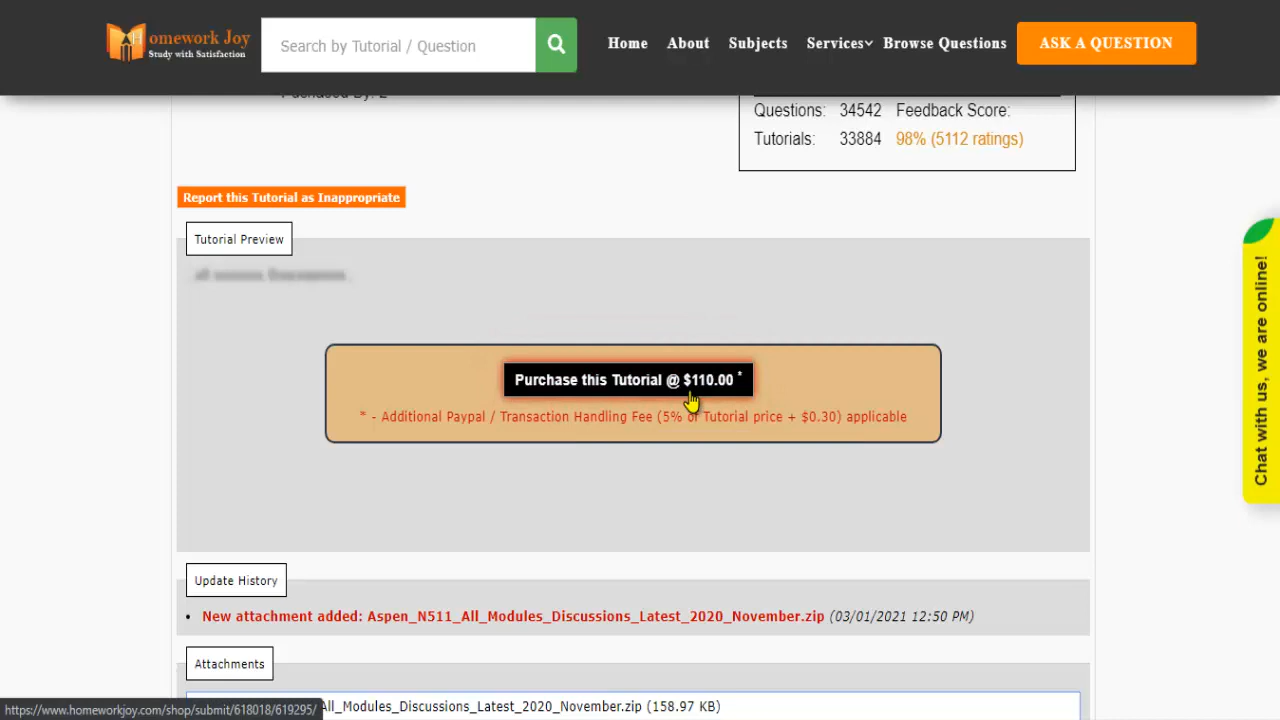 omework Joy
Study with Satisfaction
Search by Tutorial / Question
Home
About
Subjects
Services
Browse Questions
ASK A QUESTION
Purchased By: 2
Questions: 34542 Feedback Score:
Tutorials: 33884 98% (5112 ratings)
Report this Tutorial as Inappropriate
Tutorial Preview
Purchase this Tutorial @ $110.00 *
* - Additional Paypal / Transaction Handling Fee (5% of Tutorial price + $0.30) applicable
Chat with us, we are online!
Update History
• New attachment added: Aspen_N511_All_Modules_Discussions_Latest_2020_November.zip (03/01/2021 12:50 PM)
Attachments
All_Modules_Discussions_Latest_2020_November.zip (158.97 KB)
https://www.homeworkjoy.com/shop/submit/618018/619295/